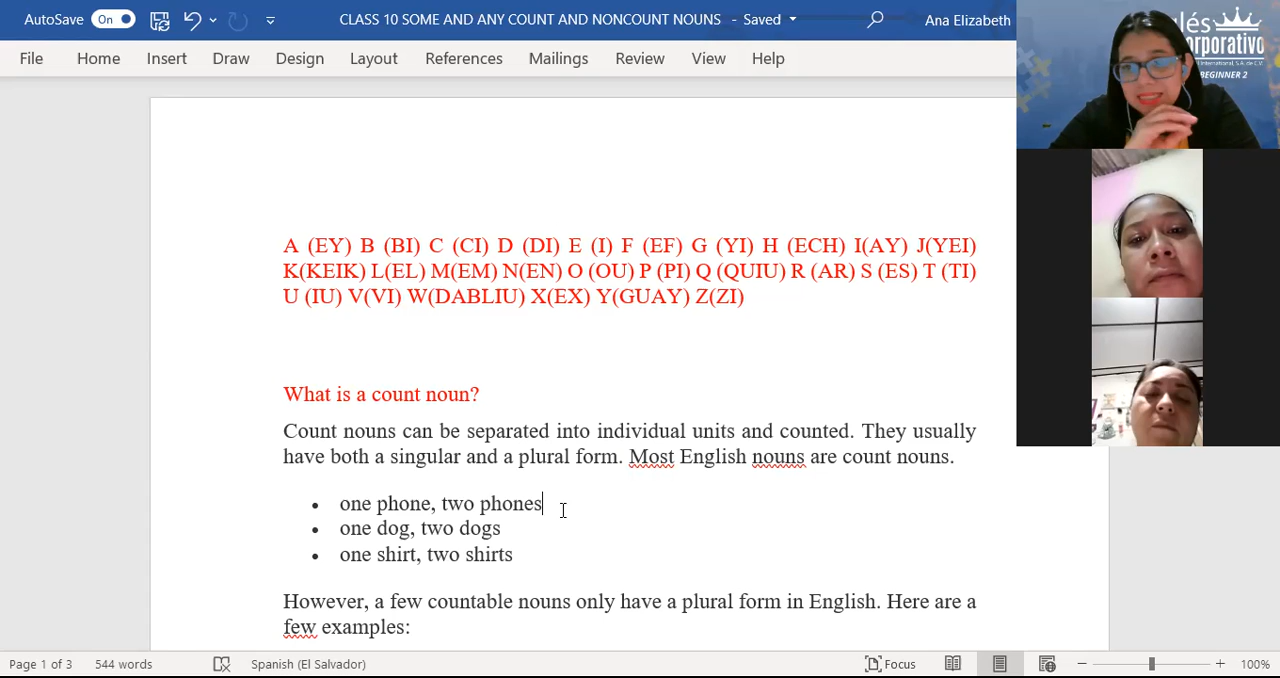 AutoSave On CLASS 10 SOME AND ANY COUNT AND NONCOUNT NOUNS - Saved Ana Elizabeth
File Home Insert Draw Design Layout References Mailings Review View Help
BEGINNER 2
A (EY) B (BI) C (CI) D (DI) E (I) F (EF) G (YI) H (ECH) I(AY) J(YEI)
K(KEIK) L(EL) M(EM) N(EN) O (OU) P (PI) Q (QUIU) R (AR) S (ES) T (TI)
U (IU) V(VI) W(DABLIU) X(EX) Y(GUAY) Z(ZI)
What is a count noun?
Count nouns can be separated into individual units and counted. They usually
have both a singular and a plural form. Most English nouns are count nouns.
• one phone, two phones
• one dog, two dogs
• one shirt, two shirts
However, a few countable nouns only have a plural form in English. Here are a
few examples:
Page 1 of 3 544 words Spanish (El Salvador) Focus 100%